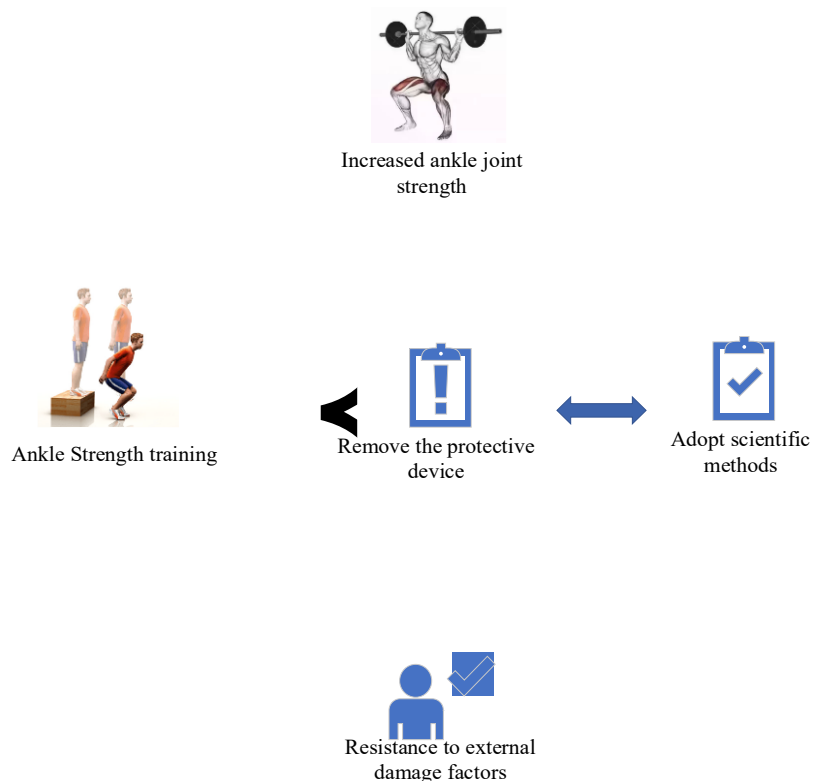 Increased ankle joint
strength
Ankle Strength training
Remove the protective
device
Adopt scientific
methods
Resistance to external
damage factors